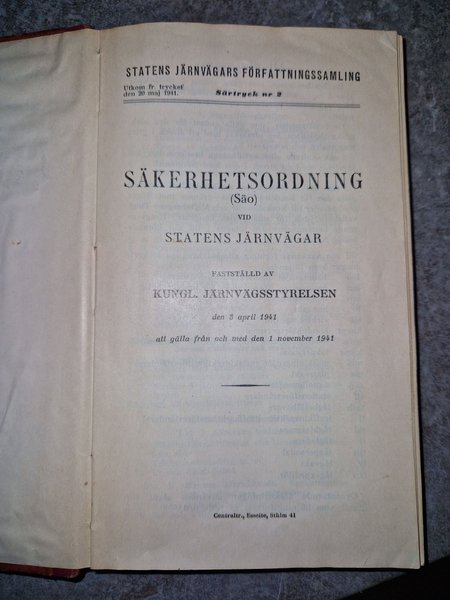 STATENS JÄRNVÄGARS FÖRFATTNINGSSAMLING
Utkom fr. trycket
den 20 maj 1941.
Särtryck nr 2
SÄKERHETSORDNING
(Säo)
VID
STATENS JÄRNVÄGAR
FASTSTÄLLD AV
KUNGL. JÄRNVÄGSSTYRELSEN
den 3 april 1941
att gälla från och med den 1 november 1941
Centraltr., Esselte, Sthlm 41